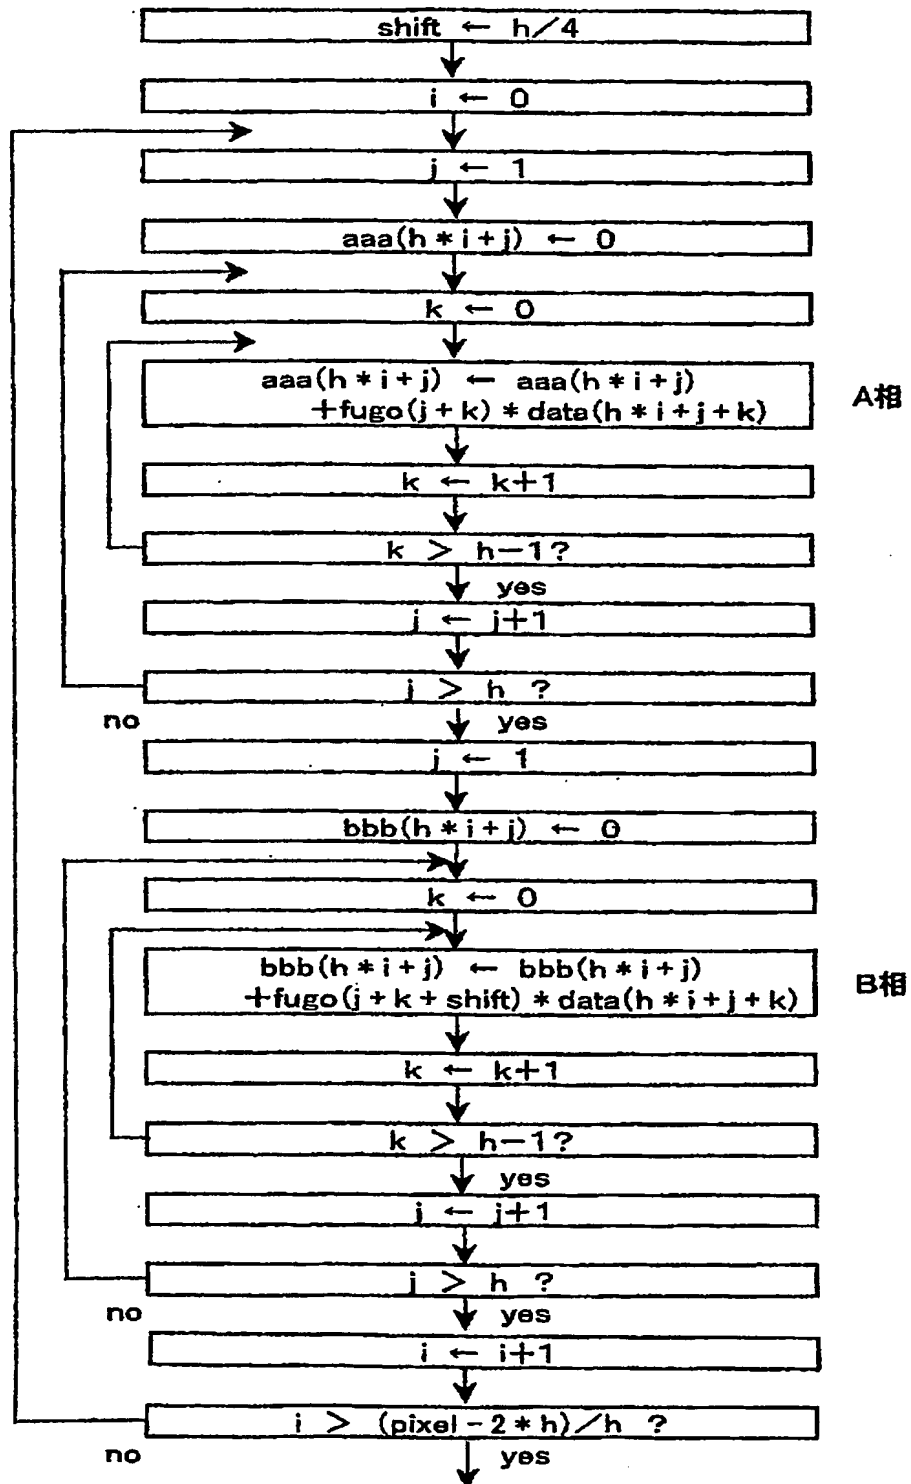 shift ← h/4
i ← 0
j ← 1
aaa(h * i + j) ← 0
k ← 0
aaa(h * i + j) ← aaa(h * i + j)
+fugo(j + k) * data(h * i + j + k)
A相
k ← k+1
k > h-1?
yes
j ← j+1
j > h ?
no
yes
j ← 1
bbb(h * i + j) ← 0
k ← 0
bbb(h * i + j) ← bbb(h * i + j)
+fugo(j + k + shift) * data(h * i + j + k)
B相
k ← k+1
k > h-1?
yes
j ← j+1
j > h ?
no
yes
i ← i+1
i > (pixel - 2 * h)/h ?
no
yes